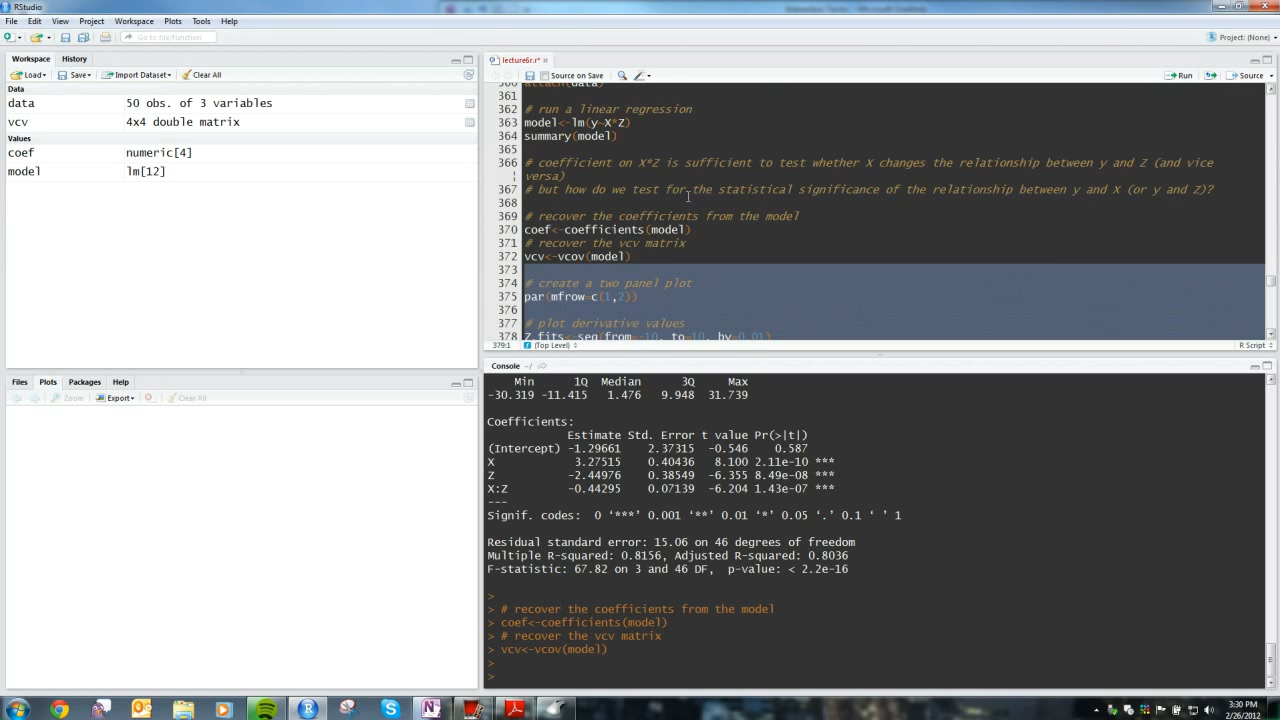 RStudio
File Edit View Project Workspace Plots Tools Help
Go to file/function
Project: (None)
Workspace History
Load Save Import Dataset Clear All
Data
data 50 obs. of 3 variables
vcv 4x4 double matrix
Values
coef numeric[4]
model lm[12]
Files Plots Packages Help
Zoom Export Clear All
lecture6r.r*
Source on Save Run Source
360 attach(data)
361
362 # run a linear regression
363 model<-lm(y~X*Z)
364 summary(model)
365
366 # coefficient on X*Z is sufficient to test whether X changes the relationship between y and Z (and vice
versa)
367 # but how do we test for the statistical significance of the relationship between y and X (or y and Z)?
368
369 # recover the coefficients from the model
370 coef<-coefficients(model)
371 # recover the vcv matrix
372 vcv<-vcov(model)
373
374 # create a two panel plot
375 par(mfrow=c(1,2))
376
377 # plot derivative values
378 Z.fits<-seq(from=-10, to=10, by=0.01)
379:1 (Top Level) R Script
Console ~/
Min 1Q Median 3Q Max
-30.319 -11.415 1.476 9.948 31.739
Coefficients:
Estimate Std. Error t value Pr(>|t|)
(Intercept) -1.29661 2.37315 -0.546 0.587
X 3.27515 0.40436 8.100 2.11e-10 ***
Z -2.44976 0.38549 -6.355 8.49e-08 ***
X:Z -0.44295 0.07139 -6.204 1.43e-07 ***
---
Signif. codes: 0 ‘***’ 0.001 ‘**’ 0.01 ‘*’ 0.05 ‘.’ 0.1 ‘ ’ 1
Residual standard error: 15.06 on 46 degrees of freedom
Multiple R-squared: 0.8156, Adjusted R-squared: 0.8036
F-statistic: 67.82 on 3 and 46 DF, p-value: < 2.2e-16
>
> # recover the coefficients from the model
> coef<-coefficients(model)
> # recover the vcv matrix
> vcv<-vcov(model)
>
>
3:30 PM
2/26/2012